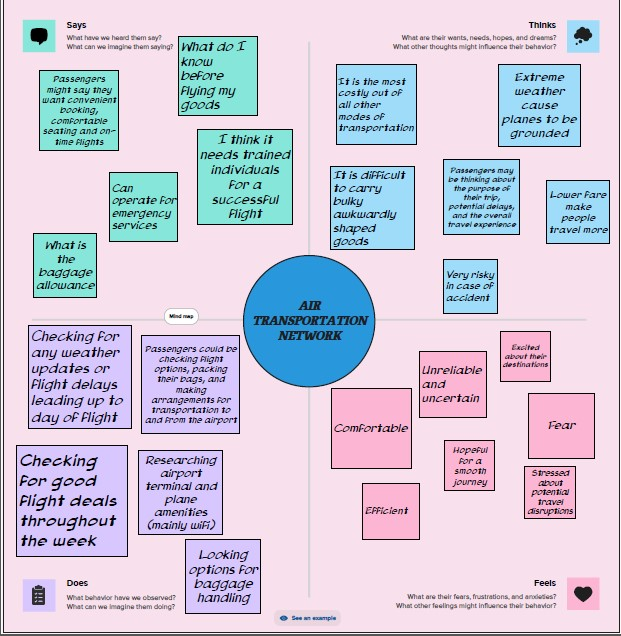 Says
What have we heard them say?
What can we imagine them saying?
What do I
know
before
flying my
goods
Passengers
might say they
want convenient
booking,
comfortable
seating and on-
time flights
I think it
needs trained
individuals
for a
successful
flight
Can
operate for
emergency
services
What is
the
baggage
allowance
Thinks
What are their wants, needs, hopes, and dreams?
What other thoughts might influence their behavior?
It is the most
costly out of
all other
modes of
transportation
Extreme
weather
cause
planes to be
grounded
It is difficult
to carry
bulky
awkwardly
shaped
goods
Passengers may
be thinking about
the purpose of
their trip,
potential delays,
and the overall
travel experience
Lower fare
make
people
travel more
Very risky
in case of
accident
AIR
TRANSPORTATION
NETWORK
Mind map
Checking for
any weather
updates or
flight delays
leading up to
day of flight
Passengers could be
checking flight
options, packing
their bags, and
making
arrangements for
transportation to
and from the airport
Checking
for good
flight deals
throughout
the week
Researching
airport
terminal and
plane
amenities
(mainly wifi)
Looking
options for
baggage
handling
Does
What behavior have we observed?
What can we imagine them doing?
Excited
about their
destinations
Unreliable
and
uncertain
Comfortable
Fear
Hopeful
for a
smooth
journey
Stressed
about
potential
travel
disruptions
Efficient
Feels
What are their fears, frustrations, and anxieties?
What other feelings might influence their behavior?
See an example